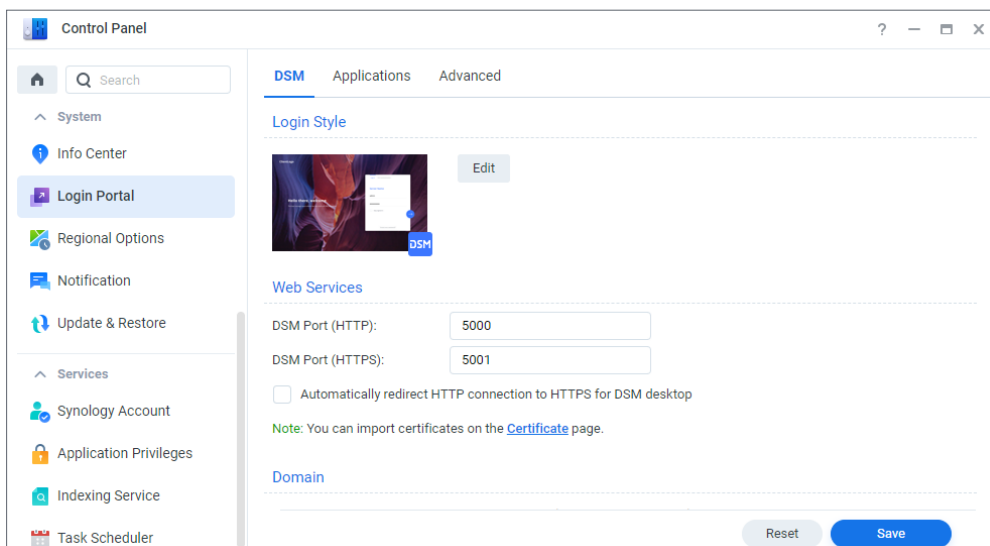 Control Panel
?
Search
DSM Applications Advanced
System
Info Center
Login Portal
Regional Options
Notification
Update & Restore
Services
Synology Account
Application Privileges
Indexing Service
Task Scheduler
Login Style
Edit
DSM
Web Services
DSM Port (HTTP): 5000
DSM Port (HTTPS): 5001
Automatically redirect HTTP connection to HTTPS for DSM desktop
Note: You can import certificates on the Certificate page.
Domain
Reset Save